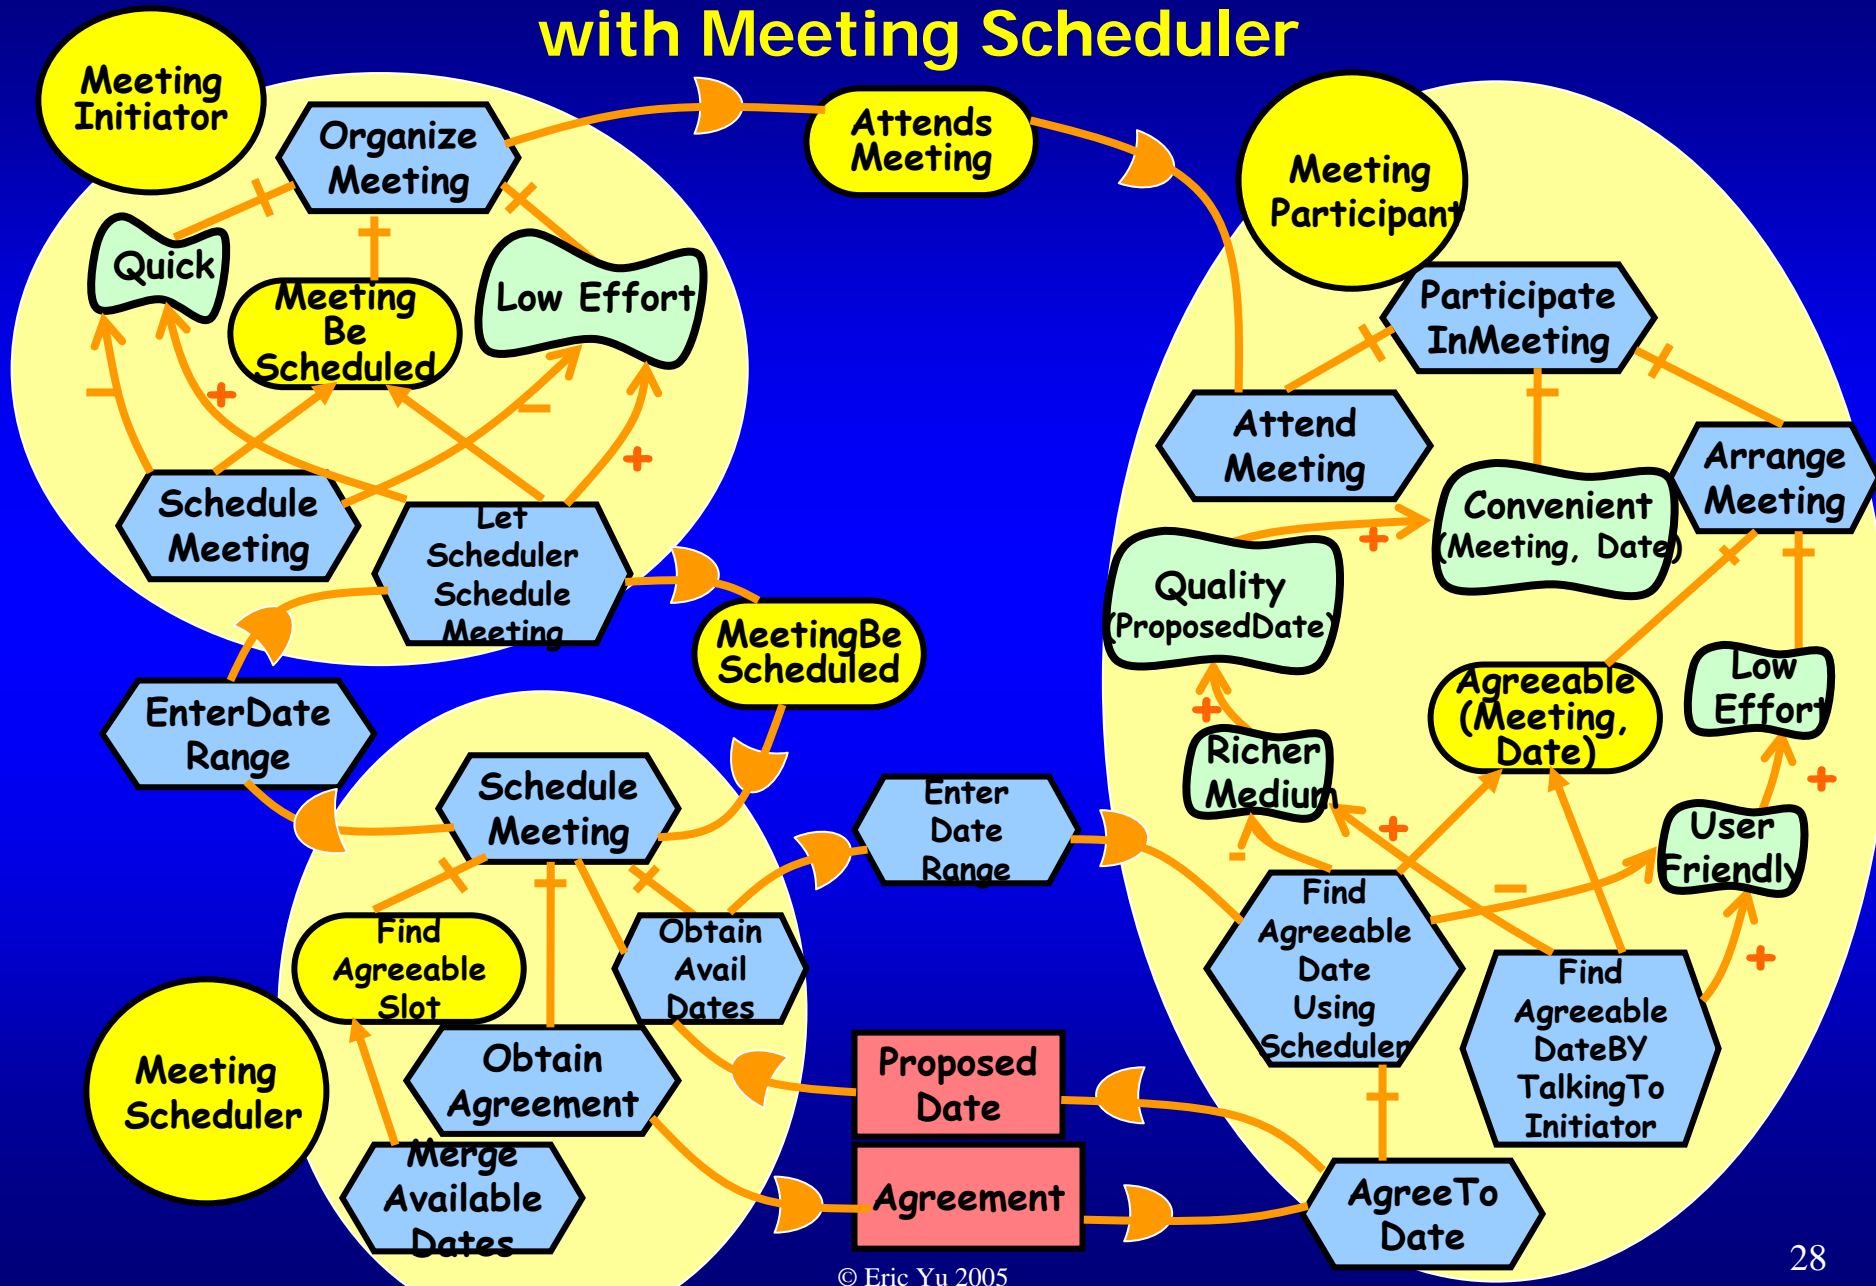 with Meeting Scheduler
Meeting
Initiator
Organize
Meeting
Attends
Meeting
Meeting
Participant
Quick
Meeting
Be
Scheduled
Low Effort
Participate
InMeeting
Attend
Meeting
Arrange
Meeting
+
+
Schedule
Meeting
Let
Scheduler
Schedule
Meeting
Convenient
(Meeting, Date)
+
Quality
(ProposedDate)
MeetingBe
Scheduled
EnterDate
Range
Agreeable
(Meeting,
Date)
Low
Effort
+
Richer
Medium
+
+
User
Friendly
Schedule
Meeting
Enter
Date
Range
-
Find
Agreeable
Slot
Obtain
Avail
Dates
Find
Agreeable
Date
Using
Scheduler
+
Find
Agreeable
DateBY
TalkingTo
Initiator
Meeting
Scheduler
Obtain
Agreement
Proposed
Date
Merge
Available
Dates
Agreement
AgreeTo
Date
© Eric Yu 2005
28